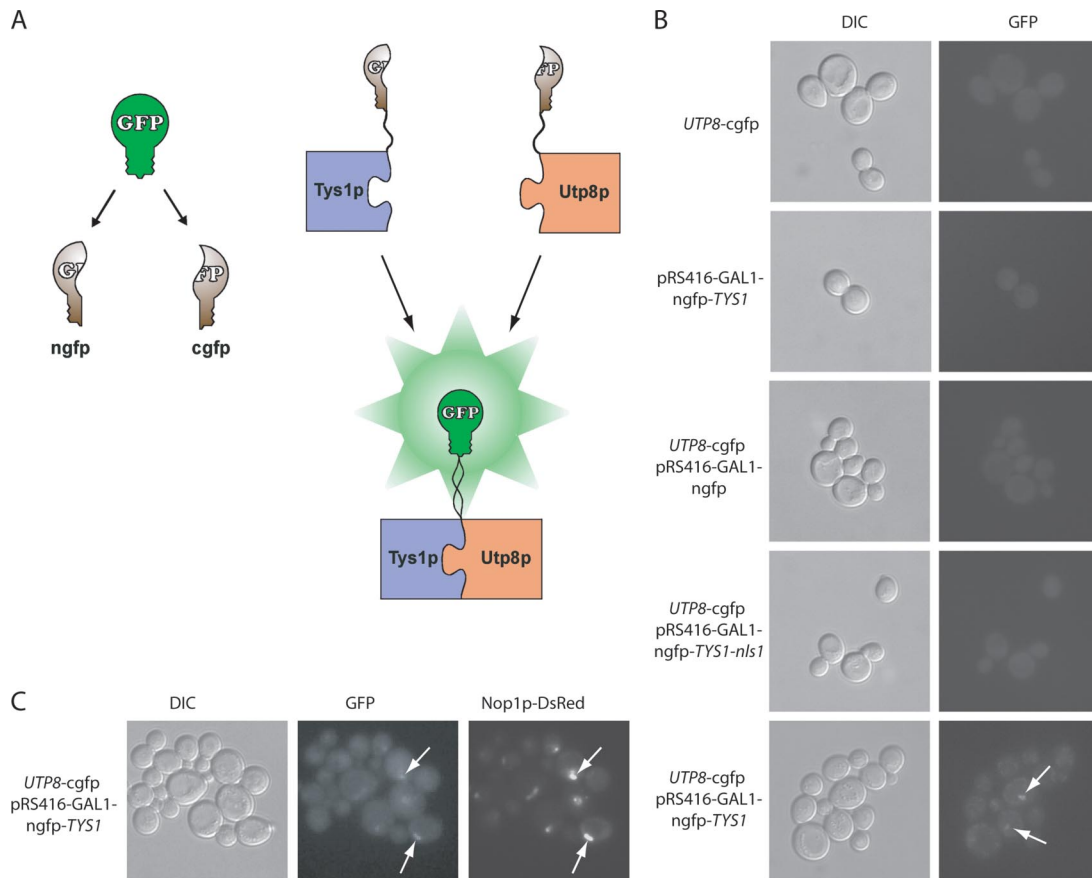 A
GFP
ngfp
cgfp
GF
FP
Tys1p
Utp8p
GFP
Tys1p
Utp8p
B
DIC
GFP
UTP8-cgfp
pRS416-GAL1-
ngfp-TYS1
UTP8-cgfp
pRS416-GAL1-
ngfp
UTP8-cgfp
pRS416-GAL1-
ngfp-TYS1-nls1
UTP8-cgfp
pRS416-GAL1-
ngfp-TYS1
C
DIC
GFP
Nop1p-DsRed
UTP8-cgfp
pRS416-GAL1-
ngfp-TYS1